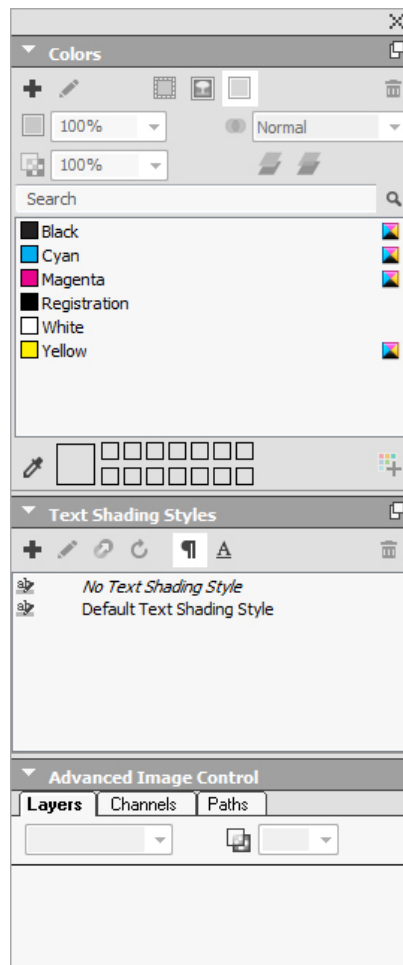 Colors
100% Normal
100%
Search
Black
Cyan
Magenta
Registration
White
Yellow
Text Shading Styles
¶ A
No Text Shading Style
Default Text Shading Style
Advanced Image Control
Layers Channels Paths